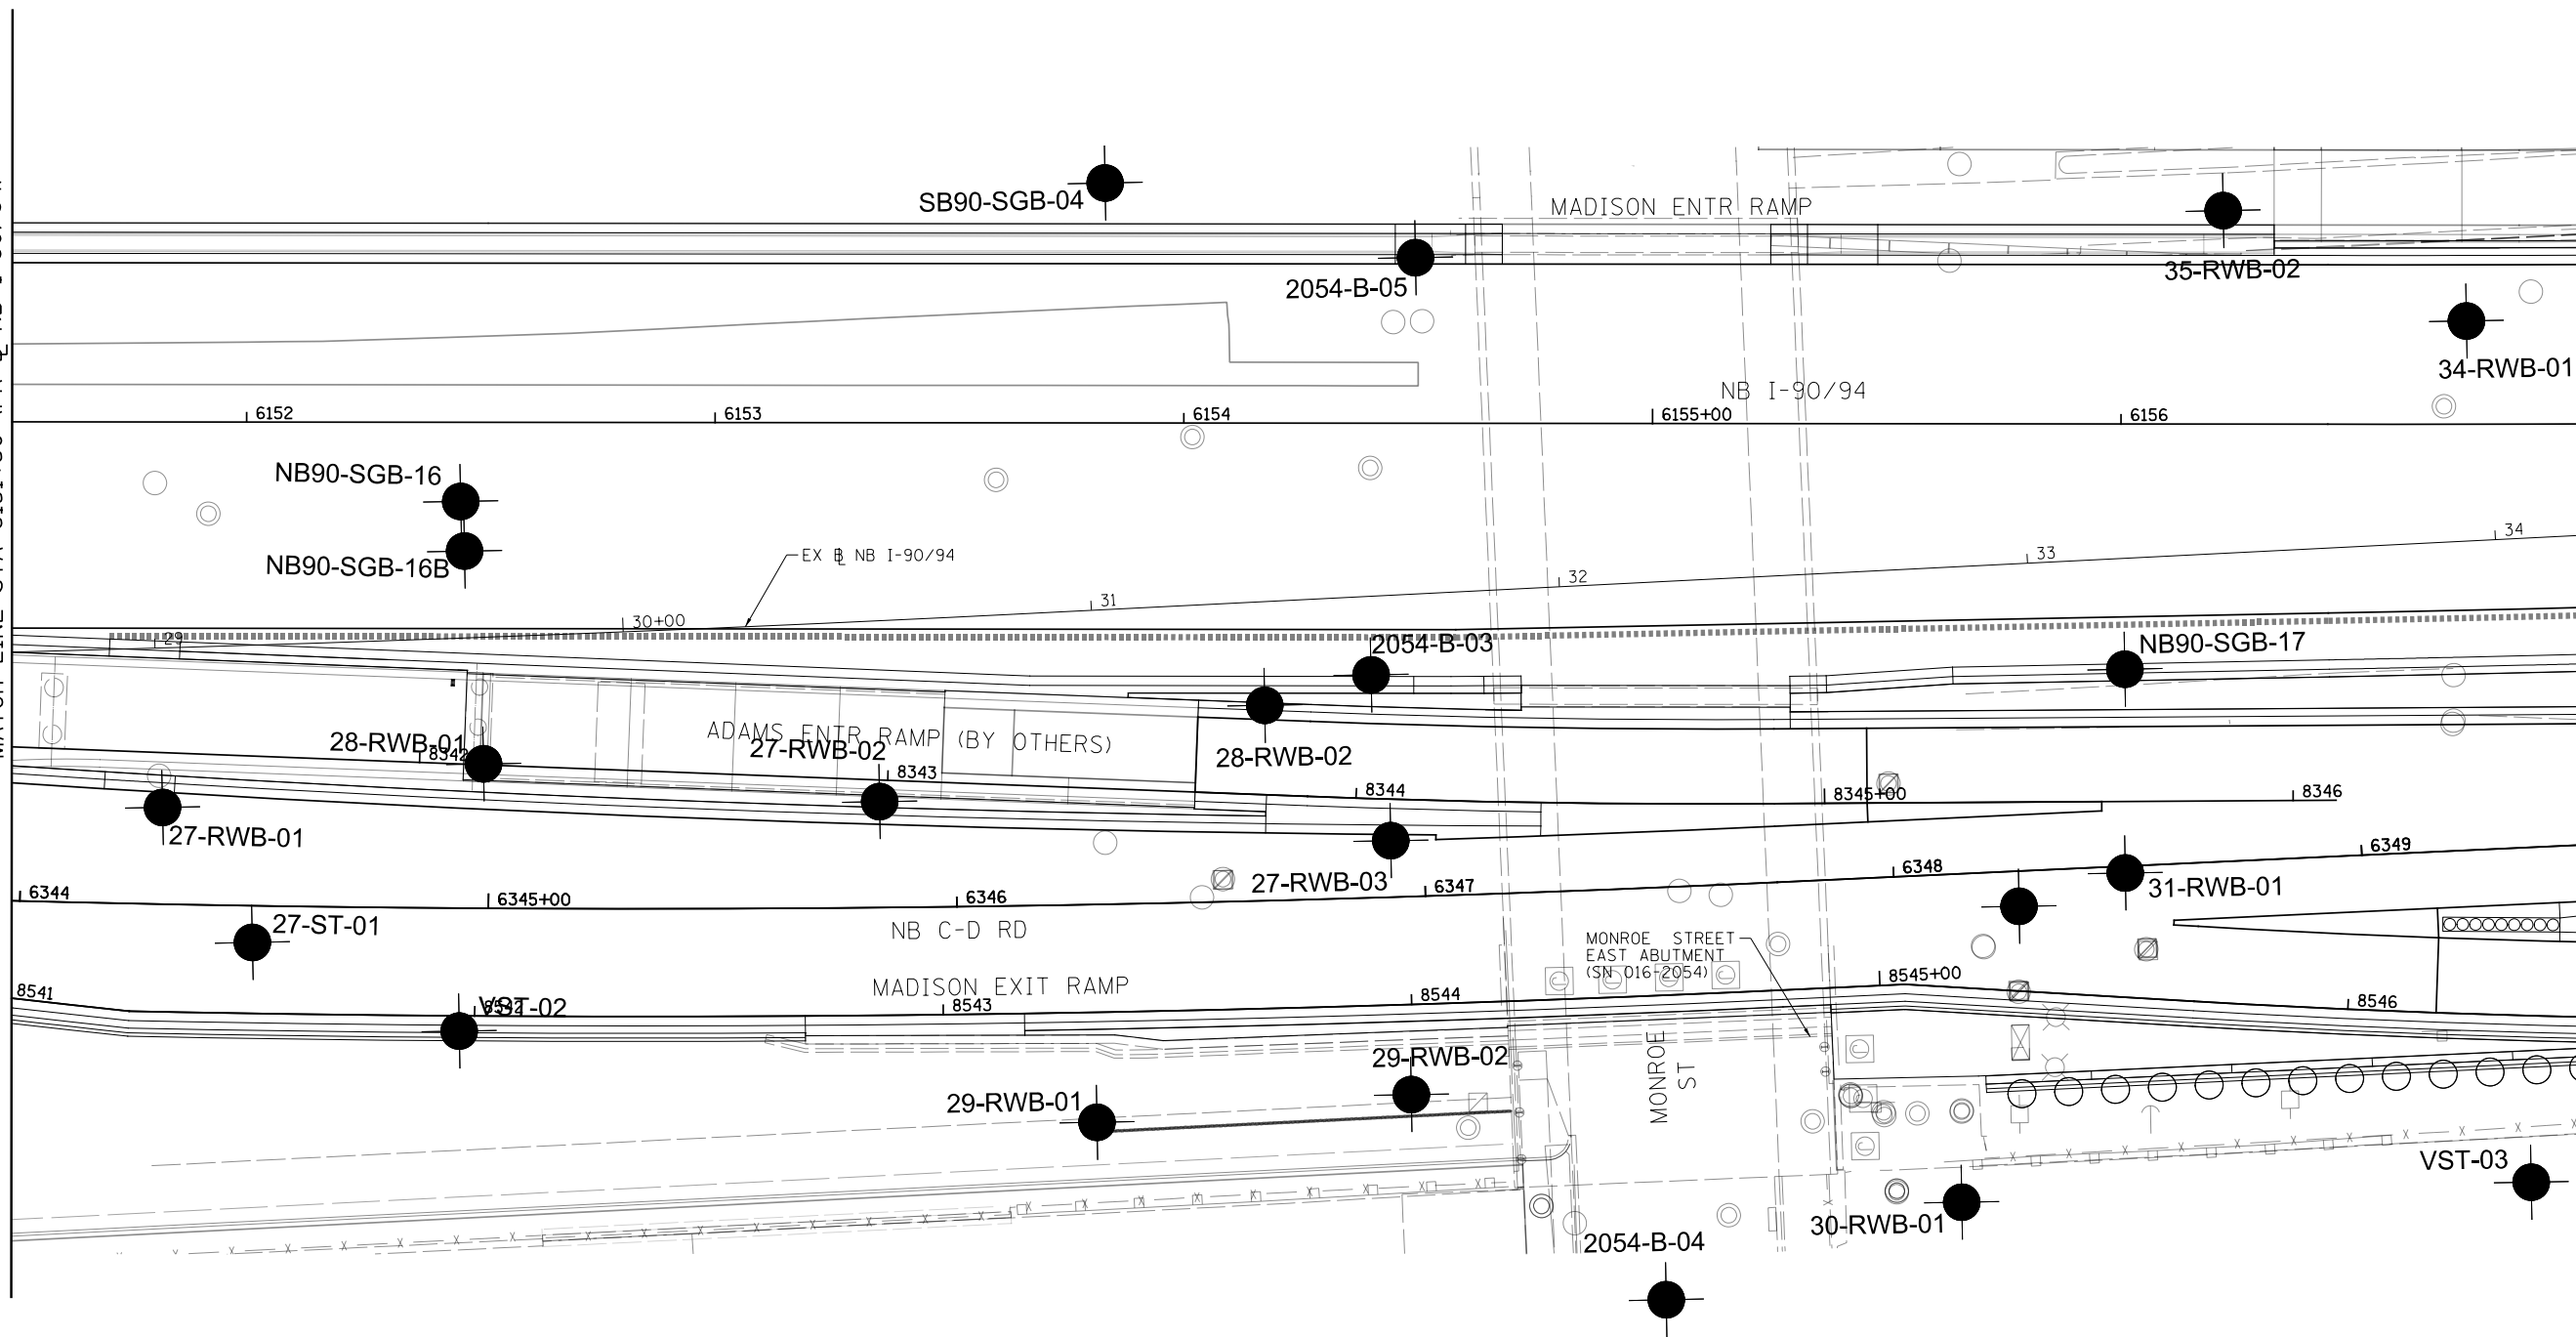 SB90-SGB-04
MADISON ENTR RAMP
2054-B-05
35-RWB-02
34-RWB-01
NB I-90/94
6152
6153
6154
6155+00
6156
NB90-SGB-16
NB90-SGB-16B
EX ℄ NB I-90/94
29
30+00
31
32
33
34
2054-B-03
NB90-SGB-17
ADAMS ENTR RAMP (BY OTHERS)
28-RWB-01
27-RWB-02
28-RWB-02
8342
8343
8344
8345+00
8346
27-RWB-01
27-RWB-03
31-RWB-01
6344
6345+00
6346
6347
6348
6349
27-ST-01
NB C-D RD
MONROE STREET
EAST ABUTMENT
(SN 016-2054)
MADISON EXIT RAMP
8541
8542
8543
8544
8545+00
8546
VST-02
29-RWB-02
29-RWB-01
MONROE
ST
VST-03
30-RWB-01
2054-B-04